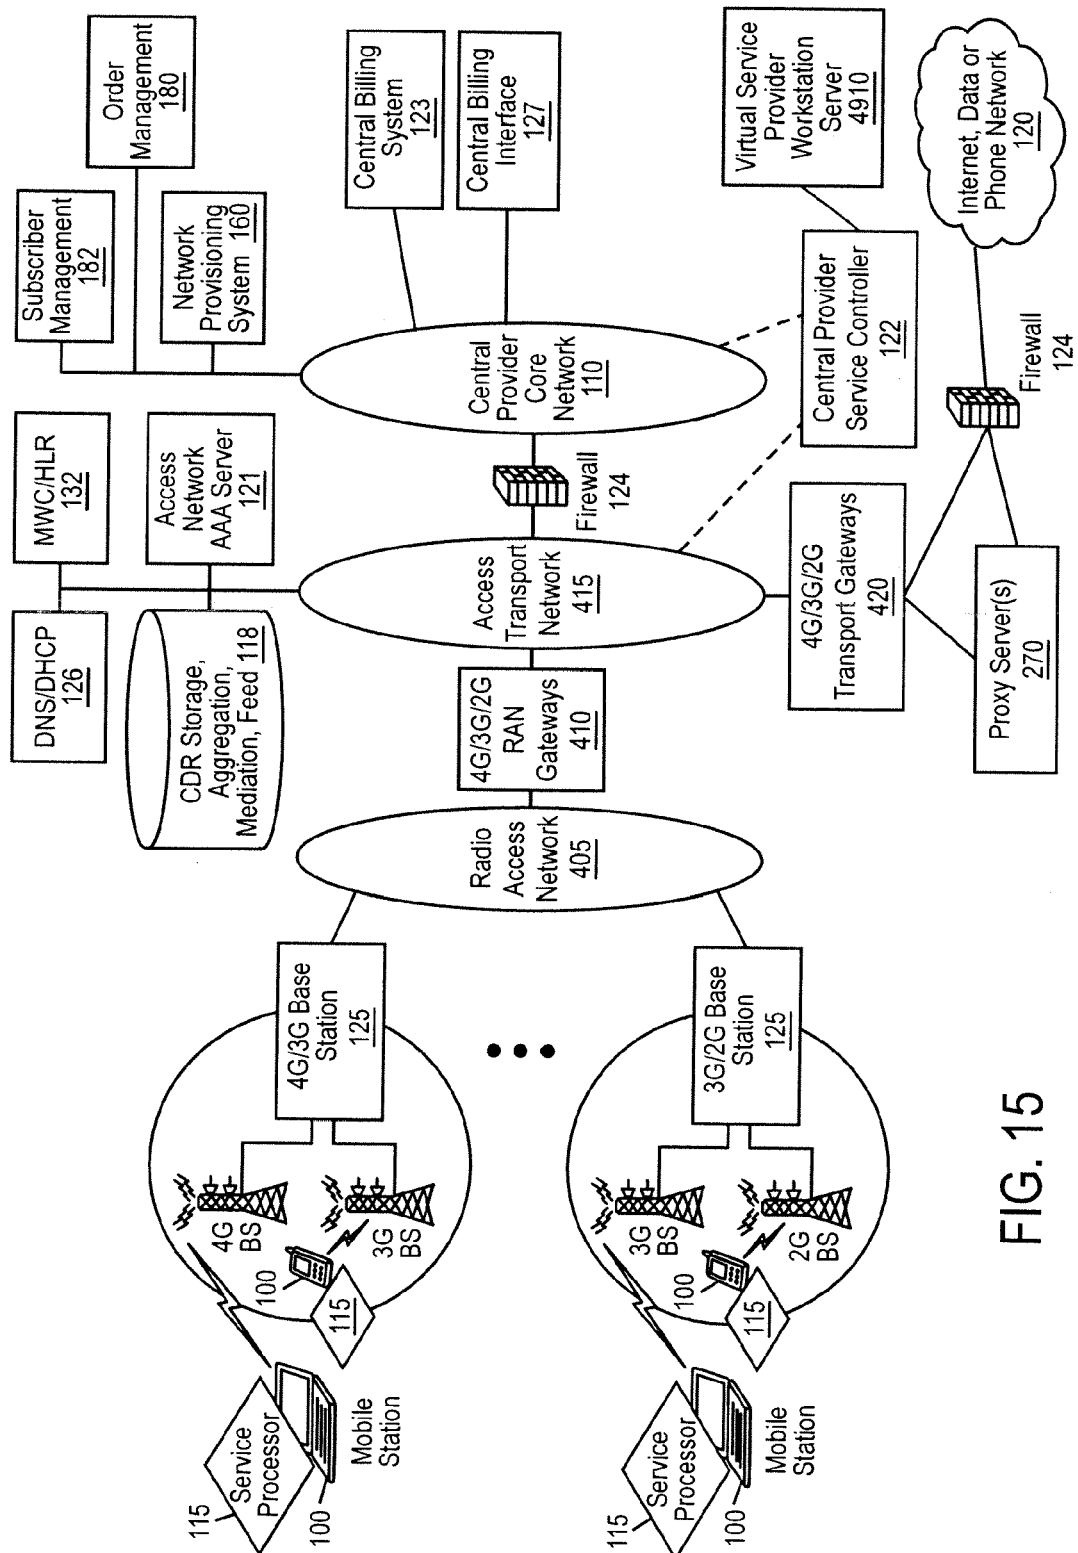 Subscriber
Management
182
Order
Management
180
Network
Provisioning
System 160
DNS/DHCP
126
MWC/HLR
132
CDR Storage,
Aggregation,
Mediation, Feed 118
Access
Network
AAA Server
121
Central Billing
System
123
Central Billing
Interface
127
Service
Processor
115
100
Mobile
Station
115
100
4G
BS
3G
BS
4G/3G Base
Station
125
Radio
Access
Network
405
4G/3G/2G
RAN
Gateways
410
Access
Transport
Network
415
Firewall
124
Central
Provider
Core
Network
110
Service
Processor
115
100
Mobile
Station
115
100
3G
BS
2G
BS
3G/2G Base
Station
125
4G/3G/2G
Transport Gateways
420
Central Provider
Service Controller
122
Virtual Service
Provider
Workstation
Server
4910
Proxy Server(s)
270
Firewall
124
Internet, Data or
Phone Network
120
FIG. 15